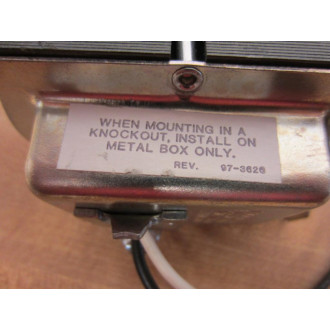 WHEN MOUNTING IN A
KNOCKOUT, INSTALL ON
METAL BOX ONLY.
REV. 97-3626